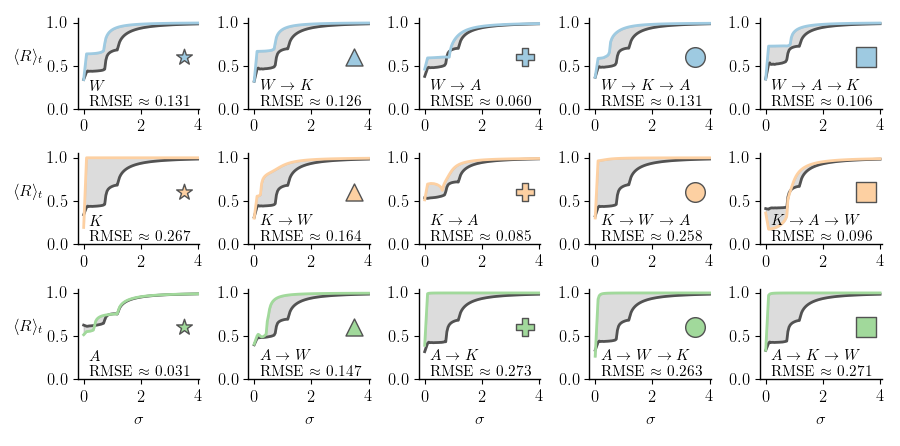 1.0
⟨R⟩t 0.5
0.0
0 2 4
W
RMSE ≈ 0.131
1.0
0.5
0.0
0 2 4
W → K
RMSE ≈ 0.126
1.0
0.5
0.0
0 2 4
W → A
RMSE ≈ 0.060
1.0
0.5
0.0
0 2 4
W → K → A
RMSE ≈ 0.131
1.0
0.5
0.0
0 2 4
W → A → K
RMSE ≈ 0.106
1.0
⟨R⟩t 0.5
0.0
0 2 4
K
RMSE ≈ 0.267
1.0
0.5
0.0
0 2 4
K → W
RMSE ≈ 0.164
1.0
0.5
0.0
0 2 4
K → A
RMSE ≈ 0.085
1.0
0.5
0.0
0 2 4
K → W → A
RMSE ≈ 0.258
1.0
0.5
0.0
0 2 4
K → A → W
RMSE ≈ 0.096
1.0
⟨R⟩t 0.5
0.0
0 2 4
A
RMSE ≈ 0.031
σ
1.0
0.5
0.0
0 2 4
A → W
RMSE ≈ 0.147
σ
1.0
0.5
0.0
0 2 4
A → K
RMSE ≈ 0.273
σ
1.0
0.5
0.0
0 2 4
A → W → K
RMSE ≈ 0.263
σ
1.0
0.5
0.0
0 2 4
A → K → W
RMSE ≈ 0.271
σ